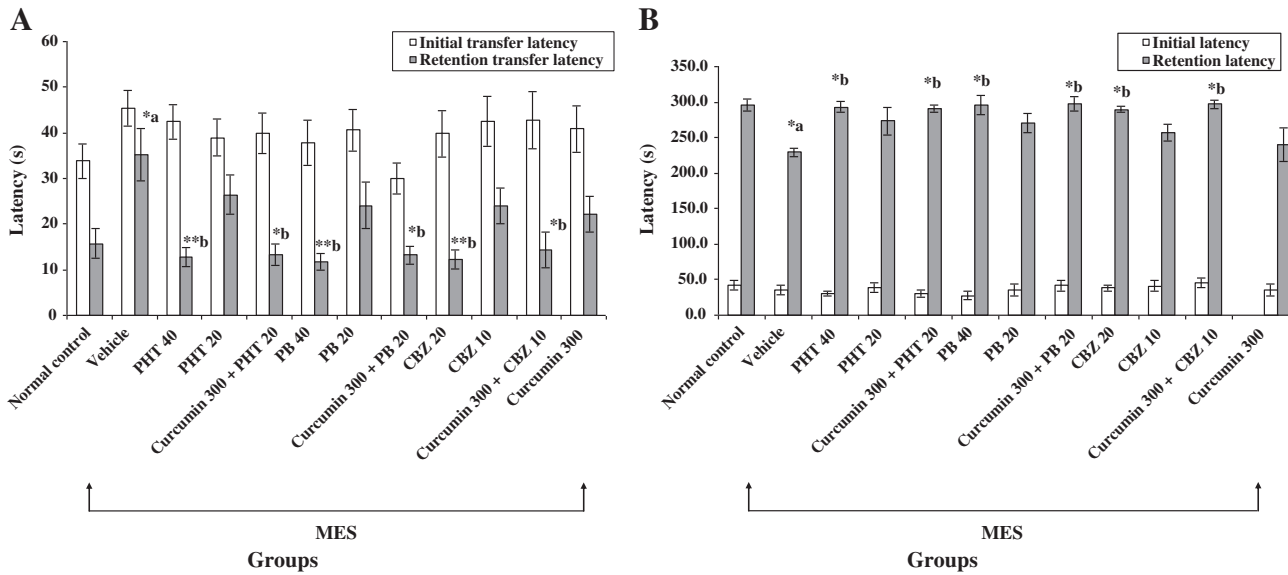 A
Initial transfer latency
Retention transfer latency
Latency (s)
60
50
40
30
20
10
0
*a
**b
*b
**b
*b
**b
*b
Normal control
Vehicle
PHT 40
PHT 20
Curcumin 300 + PHT 20
PB 40
PB 20
Curcumin 300 + PB 20
CBZ 20
CBZ 10
Curcumin 300 + CBZ 10
Curcumin 300
MES
Groups
B
Initial latency
Retention latency
Latency (s)
350.0
300.0
250.0
200.0
150.0
100.0
50.0
0.0
*a
*b
*b
*b
*b
*b
*b
Normal control
Vehicle
PHT 40
PHT 20
Curcumin 300 + PHT 20
PB 40
PB 20
Curcumin 300 + PB 20
CBZ 20
CBZ 10
Curcumin 300 + CBZ 10
Curcumin 300
MES
Groups